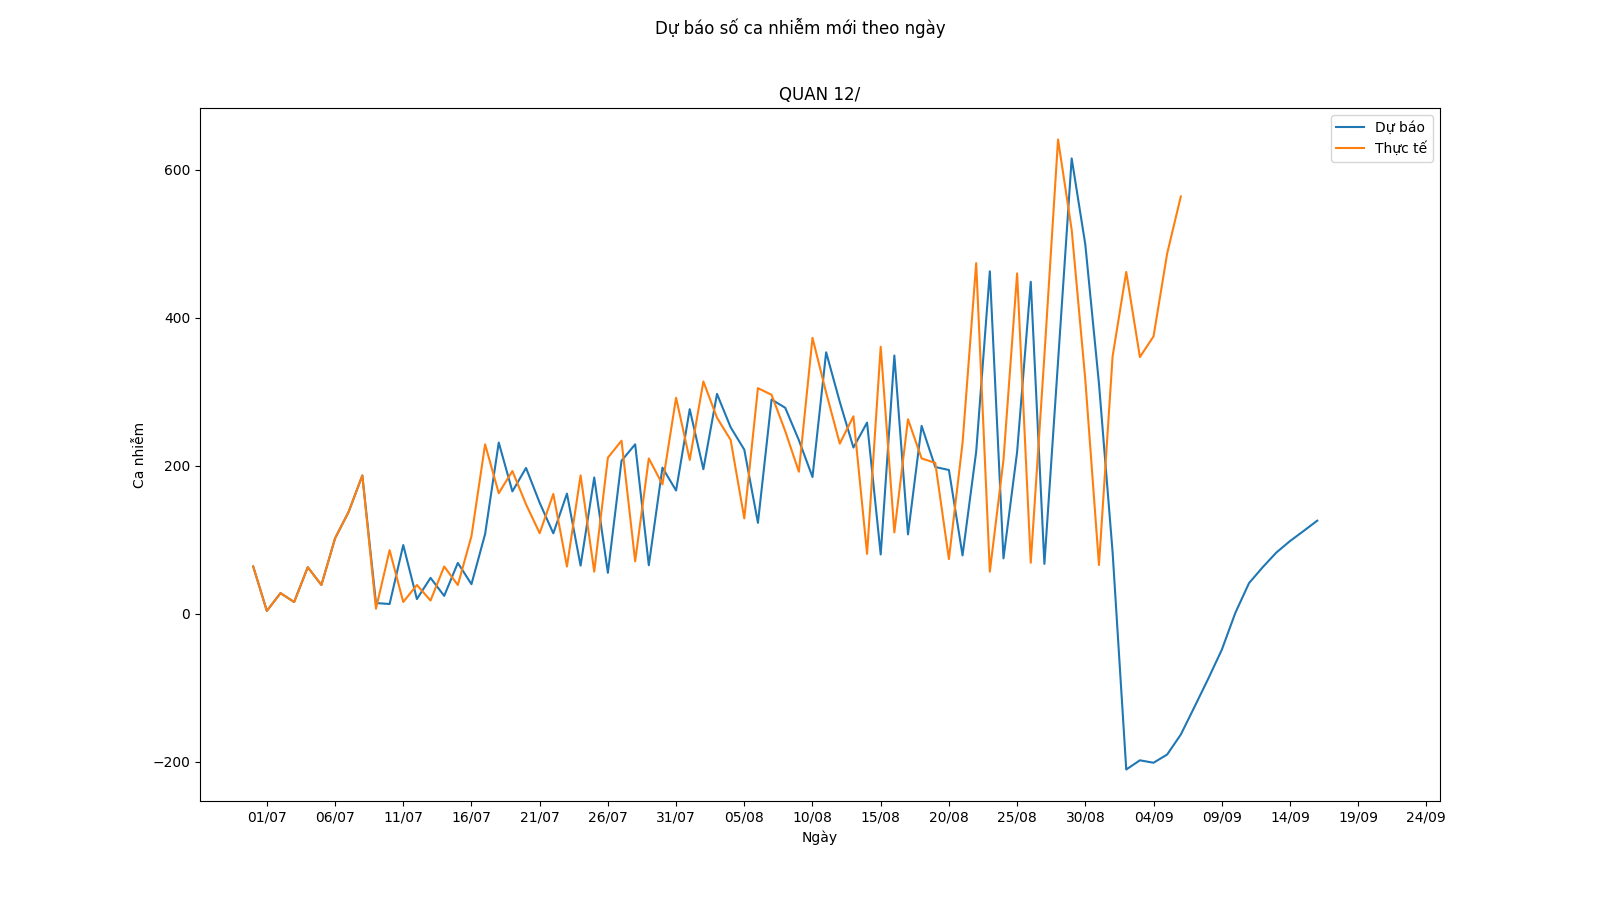 Dự báo số ca nhiễm mới theo ngày
QUAN 12/
Dự báo
Thực tế
600
400
200
0
−200
Ca nhiễm
01/07 06/07 11/07 16/07 21/07 26/07 31/07 05/08 10/08 15/08 20/08 25/08 30/08 04/09 09/09 14/09 19/09 24/09
Ngày